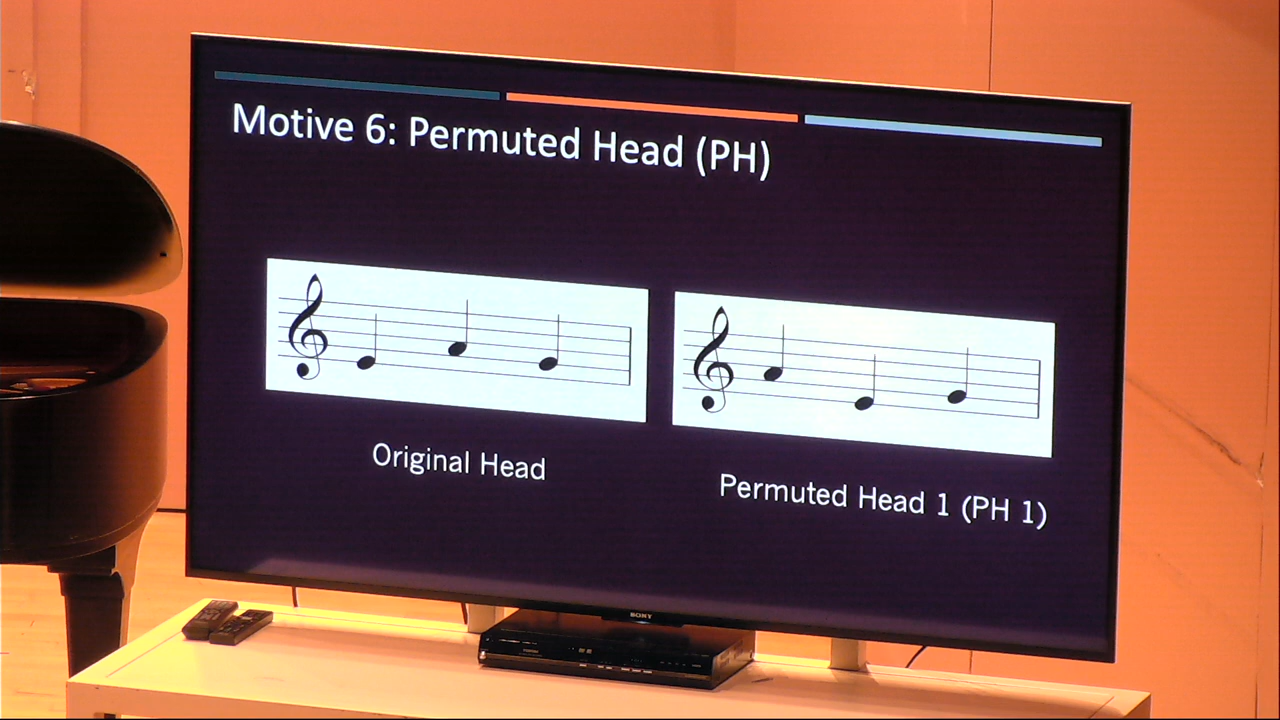 Motive 6: Permuted Head (PH)
Original Head
Permuted Head 1 (PH 1)
SONY